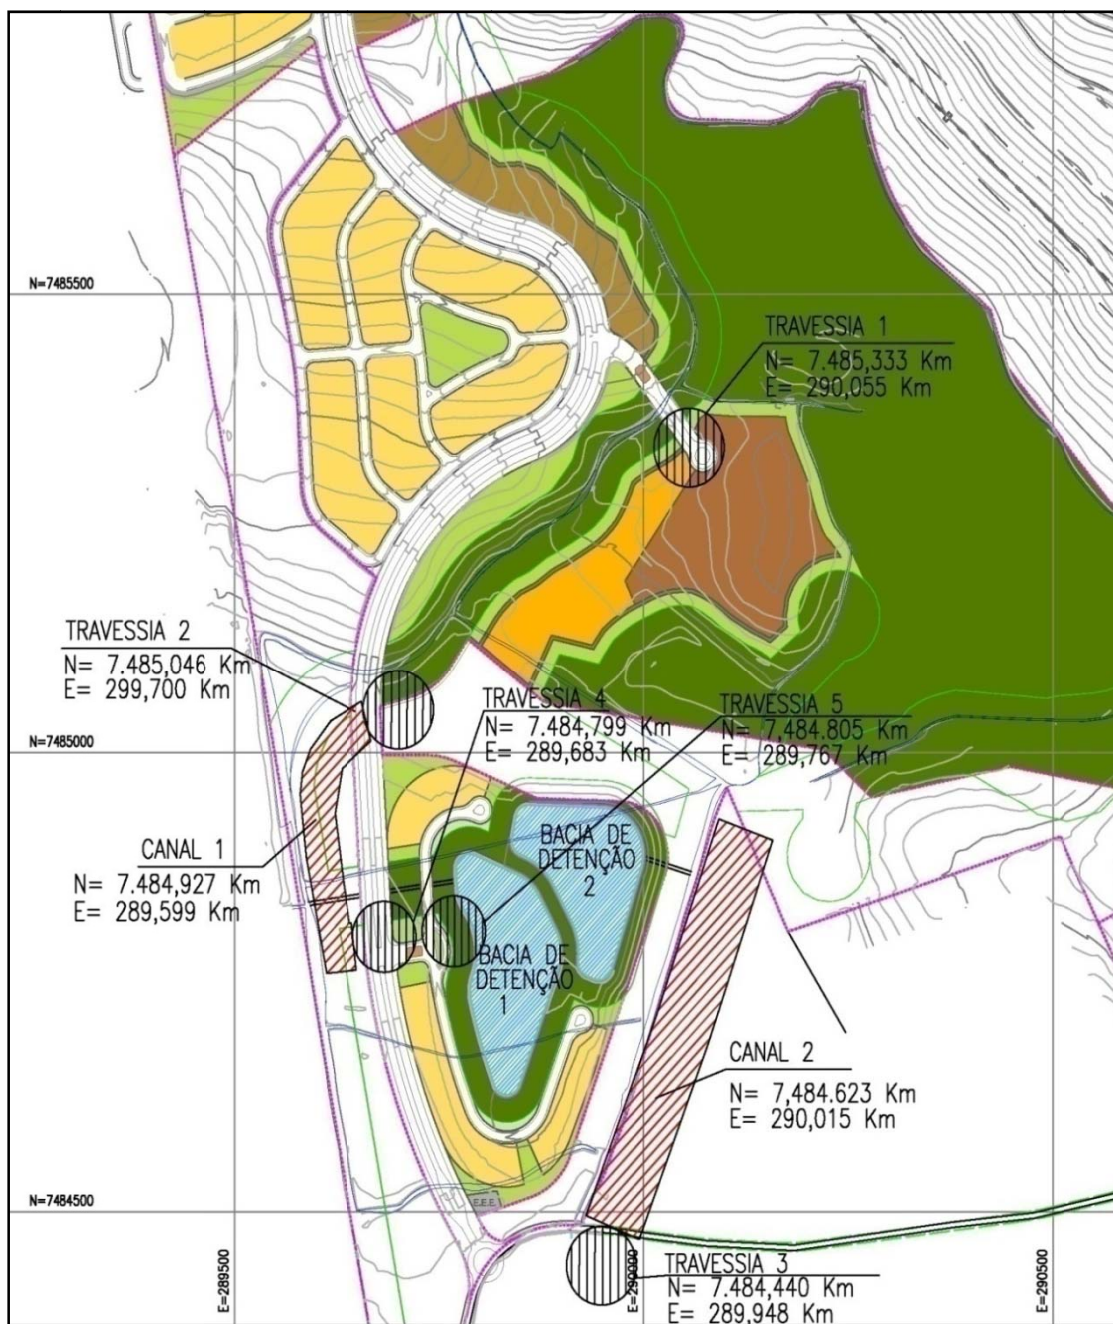 N=7485500
TRAVESSIA 1
N= 7.485,333 Km
E= 290,055 Km
TRAVESSIA 2
N= 7.485,046 Km
E= 299,700 Km
TRAVESSIA 4
N= 7.484,799 Km
E= 289,683 Km
TRAVESSIA 5
N= 7,484.805 Km
E= 289,767 Km
N=7485000
CANAL 1
N= 7.484,927 Km
E= 289,599 Km
BACIA DE
DETENÇÃO
2
BACIA DE
DETENÇÃO
1
CANAL 2
N= 7,484.623 Km
E= 290,015 Km
N=7484500
E.E.E.
TRAVESSIA 3
N= 7.484,440 Km
E= 289,948 Km
E=289500
E=290000
E=290500